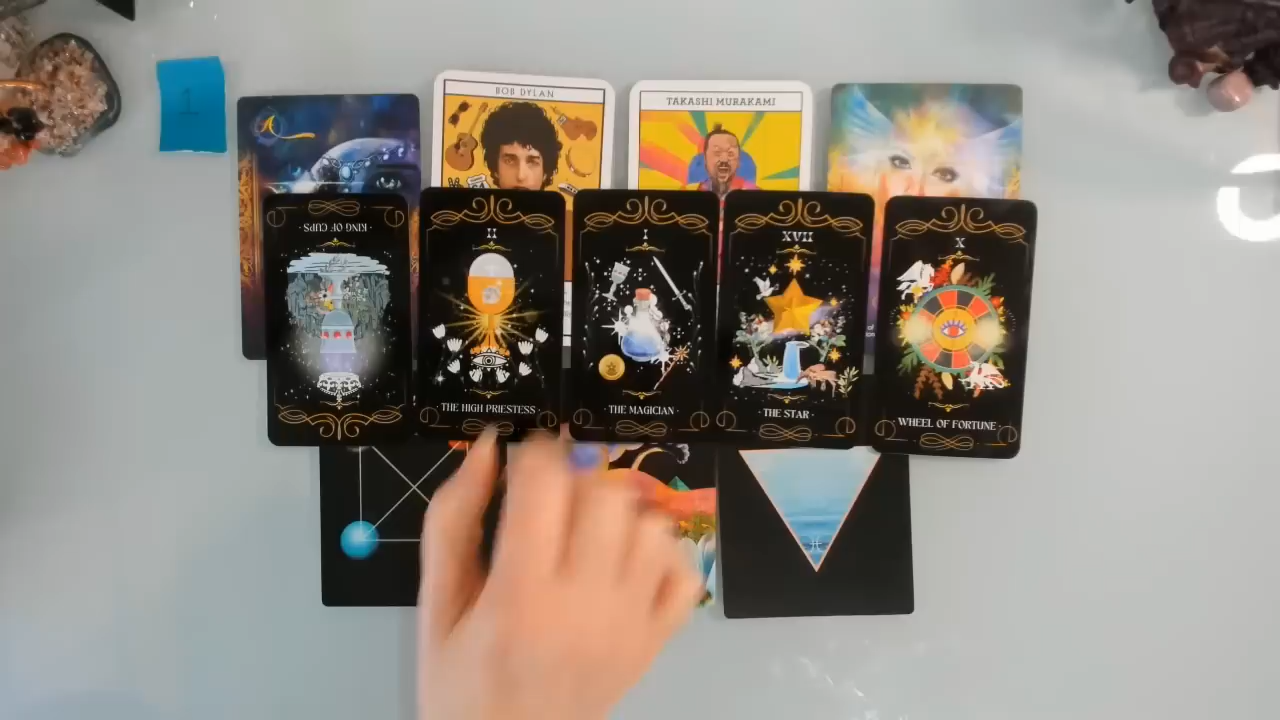 1
BOB DYLAN
TAKASHI MURAKAMI
· KING OF CUPS ·
II
I
XVII
X
· THE HIGH PRIESTESS ·
· THE MAGICIAN ·
· THE STAR ·
· WHEEL OF FORTUNE ·